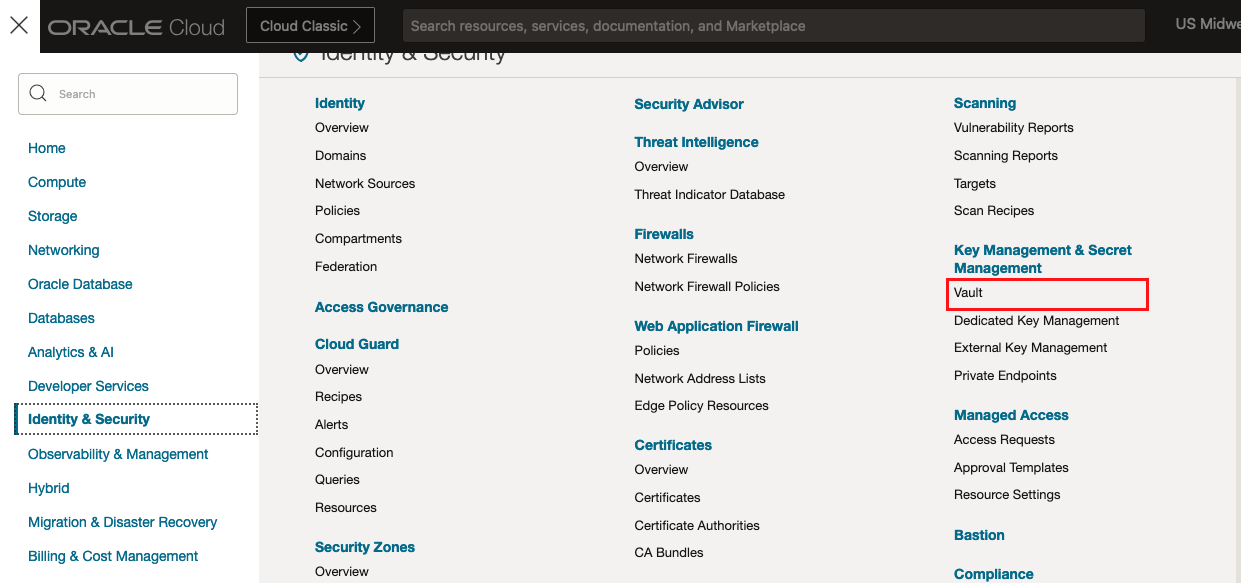 ORACLE Cloud
Cloud Classic >
Search resources, services, documentation, and Marketplace
US Midwe
Search
Home
Compute
Storage
Networking
Oracle Database
Databases
Analytics & AI
Developer Services
Identity & Security
Observability & Management
Hybrid
Migration & Disaster Recovery
Billing & Cost Management
Identity & Security
Identity
Overview
Domains
Network Sources
Policies
Compartments
Federation
Access Governance
Cloud Guard
Overview
Recipes
Alerts
Configuration
Queries
Resources
Security Zones
Overview
Security Advisor
Threat Intelligence
Overview
Threat Indicator Database
Firewalls
Network Firewalls
Network Firewall Policies
Web Application Firewall
Policies
Network Address Lists
Edge Policy Resources
Certificates
Overview
Certificates
Certificate Authorities
CA Bundles
Scanning
Vulnerability Reports
Scanning Reports
Targets
Scan Recipes
Key Management & Secret
Management
Vault
Dedicated Key Management
External Key Management
Private Endpoints
Managed Access
Access Requests
Approval Templates
Resource Settings
Bastion
Compliance